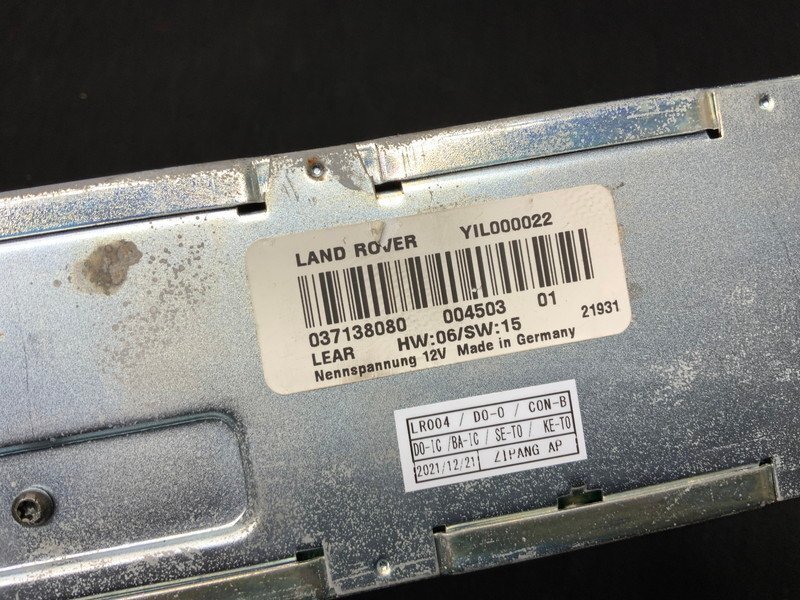 LAND ROVER YIL000022
037138080 004503 01
LEAR HW:06/SW:15 21931
Nennspannung 12V Made in Germany
LR004 / DO-O / CON-B
DO-IC /BA-IC / SE-TO / KE-TO
2021/12/21 ZIPANG AP